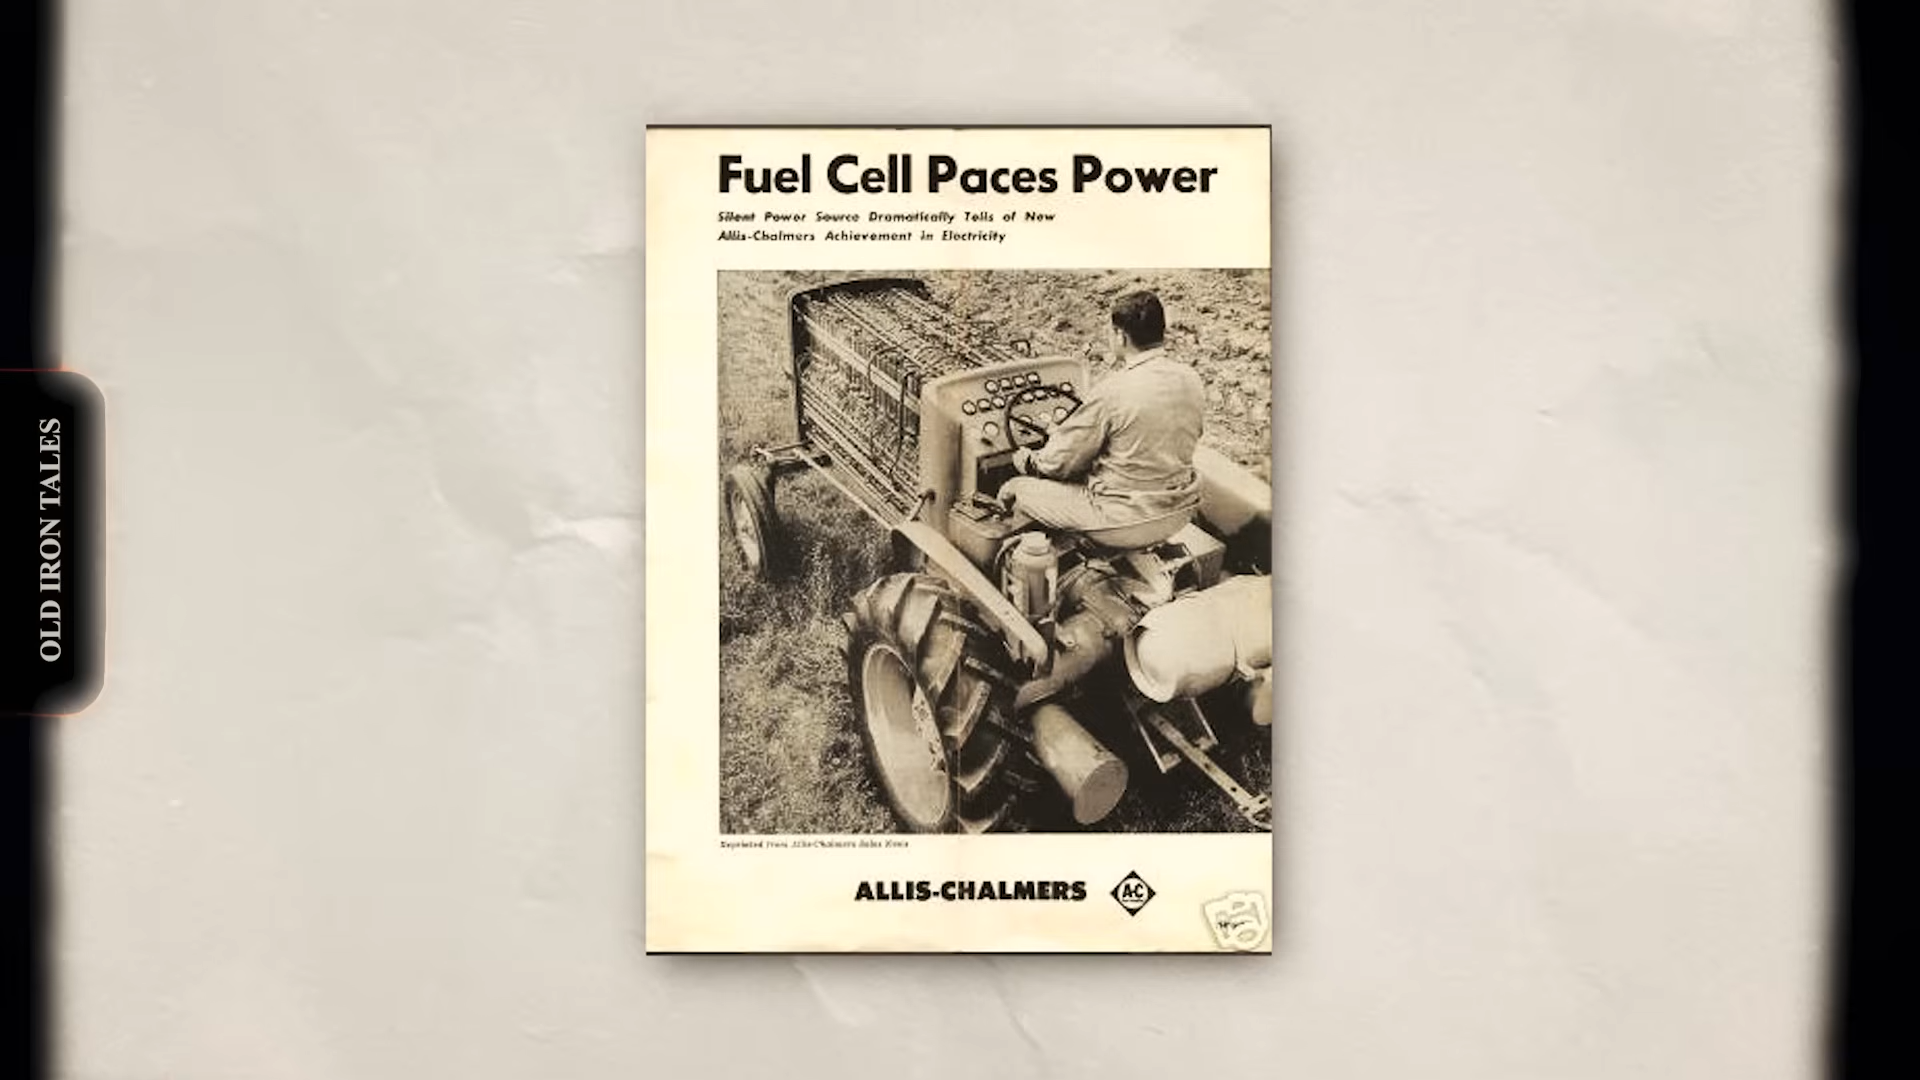 OLD IRON TALES
Fuel Cell Paces Power
Silent Power Source Dramatically Tells of New
Allis-Chalmers Achievement in Electricity
Reprinted From Allis-Chalmers Sales News
ALLIS-CHALMERS
A-C